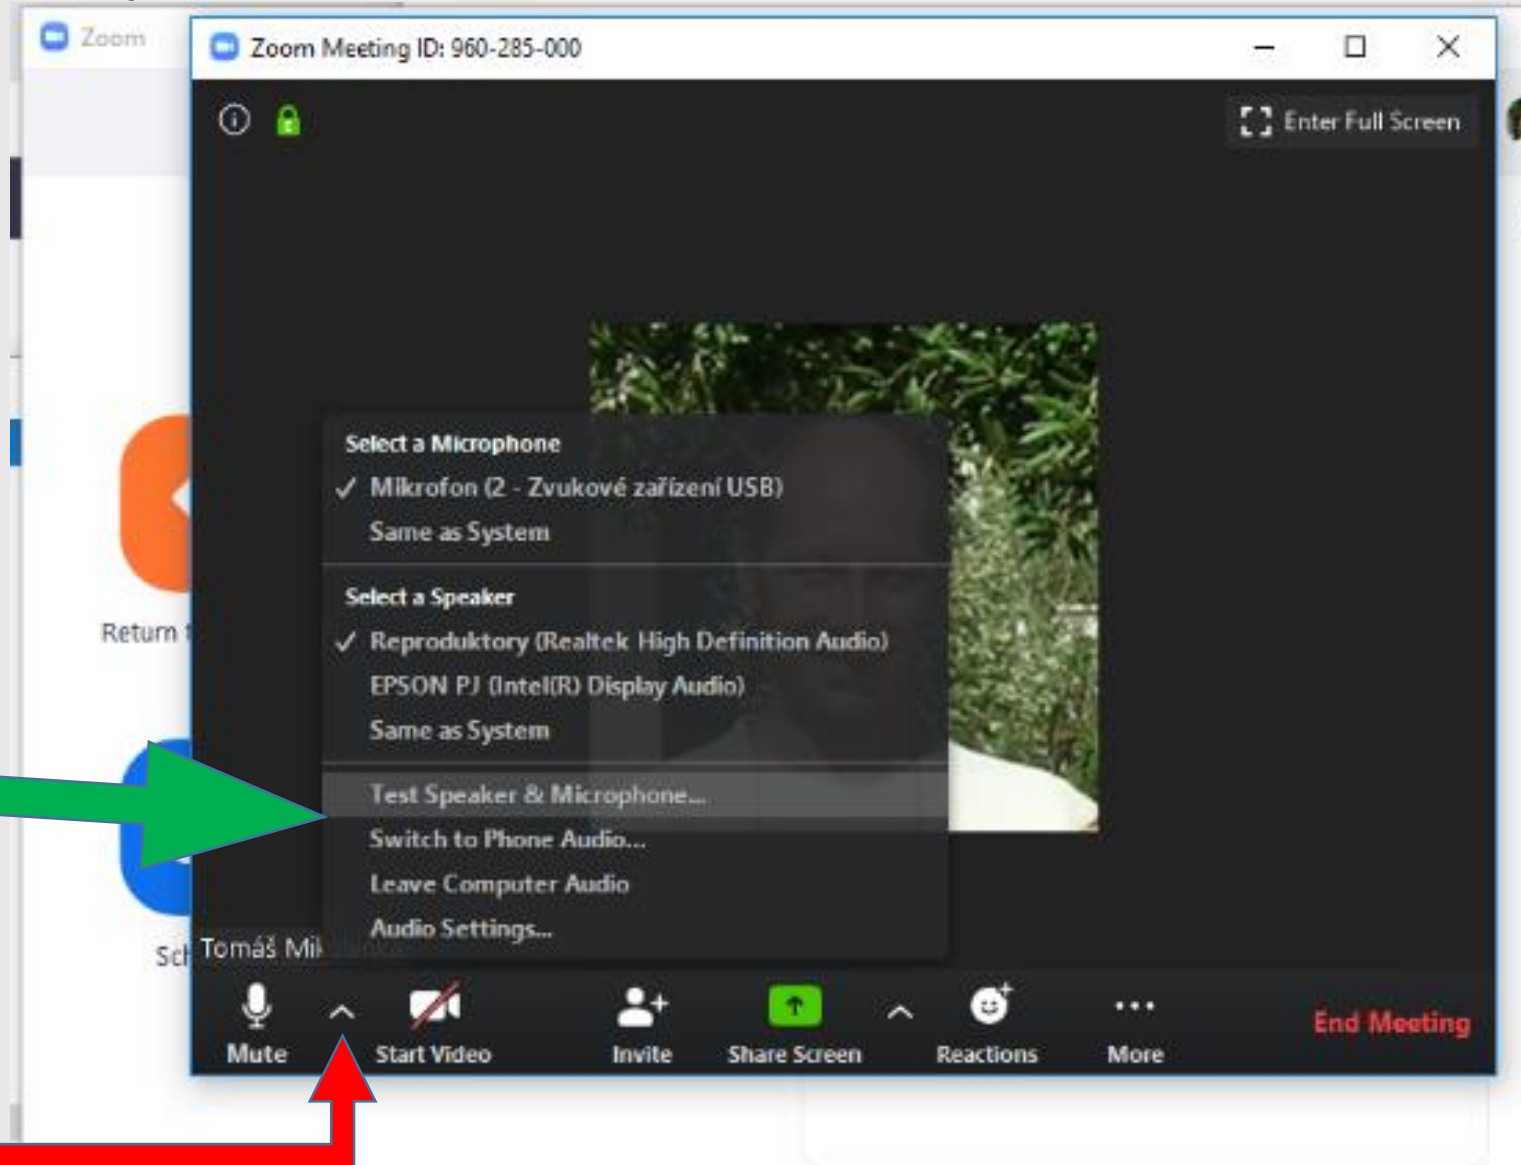 Zoom
Zoom Meeting ID: 960-285-000
Enter Full Screen
Select a Microphone
Mikrofon (2 - Zvukové zařízení USB)
Same as System
Select a Speaker
Reproduktory (Realtek High Definition Audio)
EPSON PJ (Intel(R) Display Audio)
Same as System
Return
Test Speaker & Microphone...
Switch to Phone Audio...
Leave Computer Audio
Audio Settings...
Tomáš
Mute
Start Video
Invite
Share Screen
Reactions
More
End Meeting